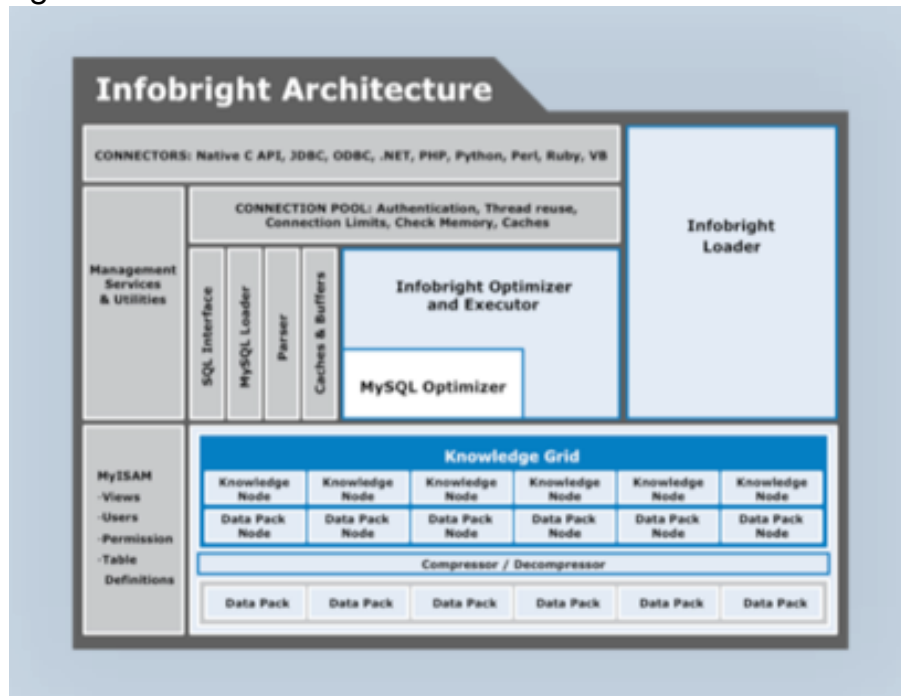 Infobright Architecture
CONNECTORS: Native C API, JDBC, ODBC, .NET, PHP, Python, Perl, Ruby, VB
Management
Services
& Utilities
CONNECTION POOL: Authentication, Thread reuse,
Connection Limits, Check Memory, Caches
SQL Interface
MySQL Loader
Parser
Caches & Buffers
Infobright Optimizer
and Executor
MySQL Optimizer
Infobright
Loader
MyISAM
-Views
-Users
-Permission
-Table
Definitions
Knowledge Grid
Knowledge
Node
Knowledge
Node
Knowledge
Node
Knowledge
Node
Knowledge
Node
Knowledge
Node
Data Pack
Node
Data Pack
Node
Data Pack
Node
Data Pack
Node
Data Pack
Node
Data Pack
Node
Compressor / Decompressor
Data Pack
Data Pack
Data Pack
Data Pack
Data Pack
Data Pack